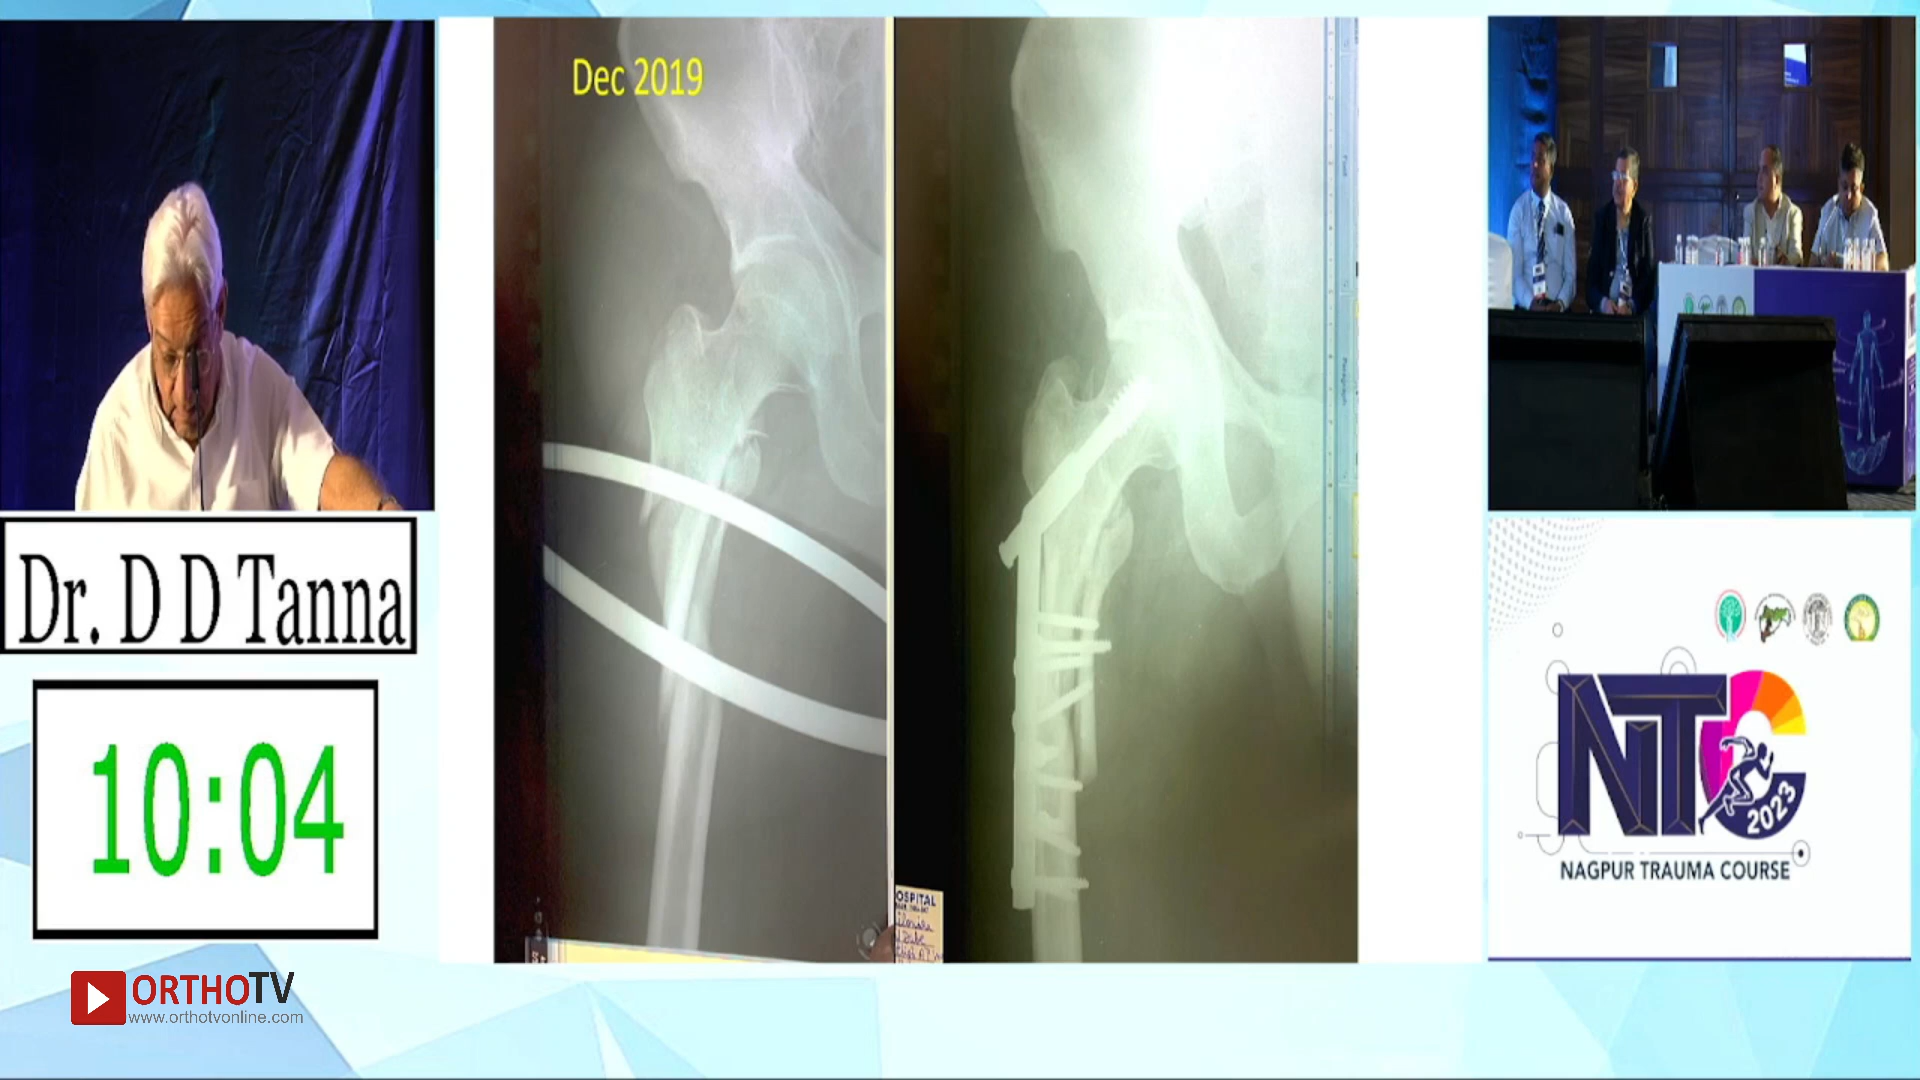 Dec 2019
Dr. D D Tanna
10:04
ORTHOTV
www.orthotvonline.com
OSPITAL
NTC
2023
NAGPUR TRAUMA COURSE